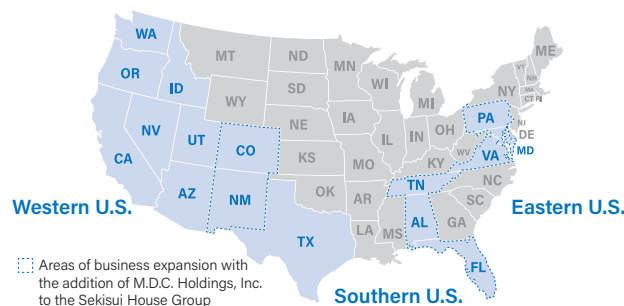 WA
MT
ND
MN
ME
OR
ID
SD
WI
VT
NH
WY
MI
NY
MA
CT RI
NE
IA
PA
NJ
NV
UT
CO
IL
IN
OH
DE
CA
KS
MO
WV
VA
MD
KY
AZ
NM
OK
AR
TN
NC
SC
Western U.S.
Eastern U.S.
TX
LA
MS
AL
GA
FL
Areas of business expansion with
the addition of M.D.C. Holdings, Inc.
to the Sekisui House Group
Southern U.S.